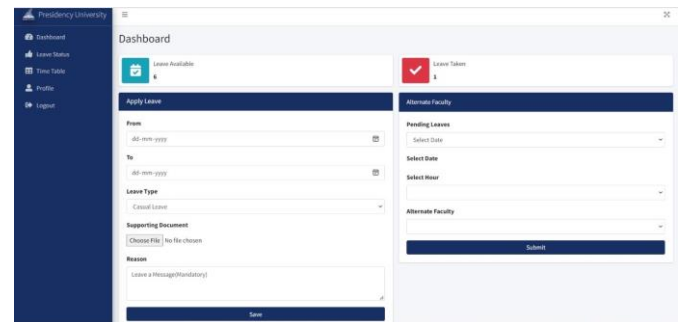 Presidency University
Dashboard
Leave Status
Time Table
Profile
Logout
Dashboard
Leave Available
6
Leave Taken
1
Apply Leave
From
dd-mm-yyyy
To
dd-mm-yyyy
Leave Type
Casual Leave
Supporting Document
Choose File No file chosen
Reason
Leave a Message(Mandatory)
Save
Alternate Faculty
Pending Leaves
Select Date
Select Date
Select Hour
Alternate Faculty
Submit